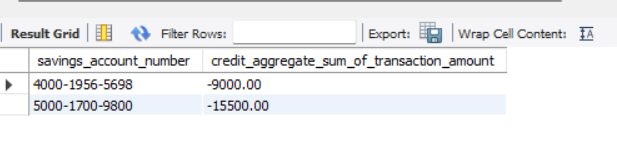 Result Grid Filter Rows: Export: Wrap Cell Content: IA
savings_account_number credit_aggregate_sum_of_transaction_amount
4000-1956-5698 -9000.00
5000-1700-9800 -15500.00